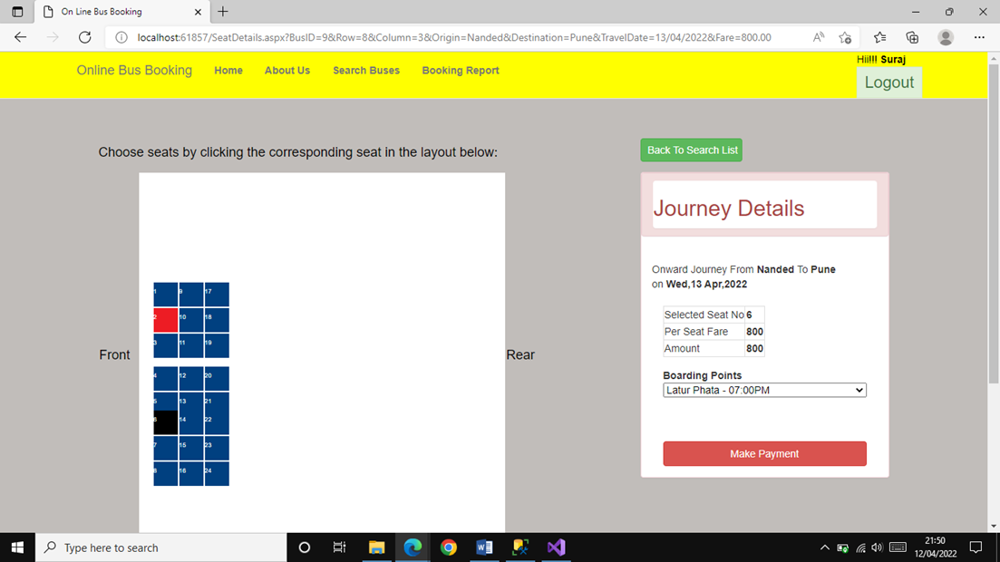 On Line Bus Booking
localhost:61857/SeatDetails.aspx?BusID=9&Row=8&Column=3&Origin=Nanded&Destination=Pune&TravelDate=13/04/2022&Fare=800.00
Online Bus Booking Home About Us Search Buses Booking Report
Hii!!! Suraj
Logout
Choose seats by clicking the corresponding seat in the layout below:
Back To Search List
Journey Details
Onward Journey From Nanded To Pune
on Wed,13 Apr,2022
Selected Seat No 6
Per Seat Fare 800
Amount 800
Boarding Points
Latur Phata - 07:00PM
Make Payment
Front
Rear
1 9 17
2 10 18
3 11 19
4 12 20
5 13 21
6 14 22
7 15 23
8 16 24
Type here to search
21:50
12/04/2022